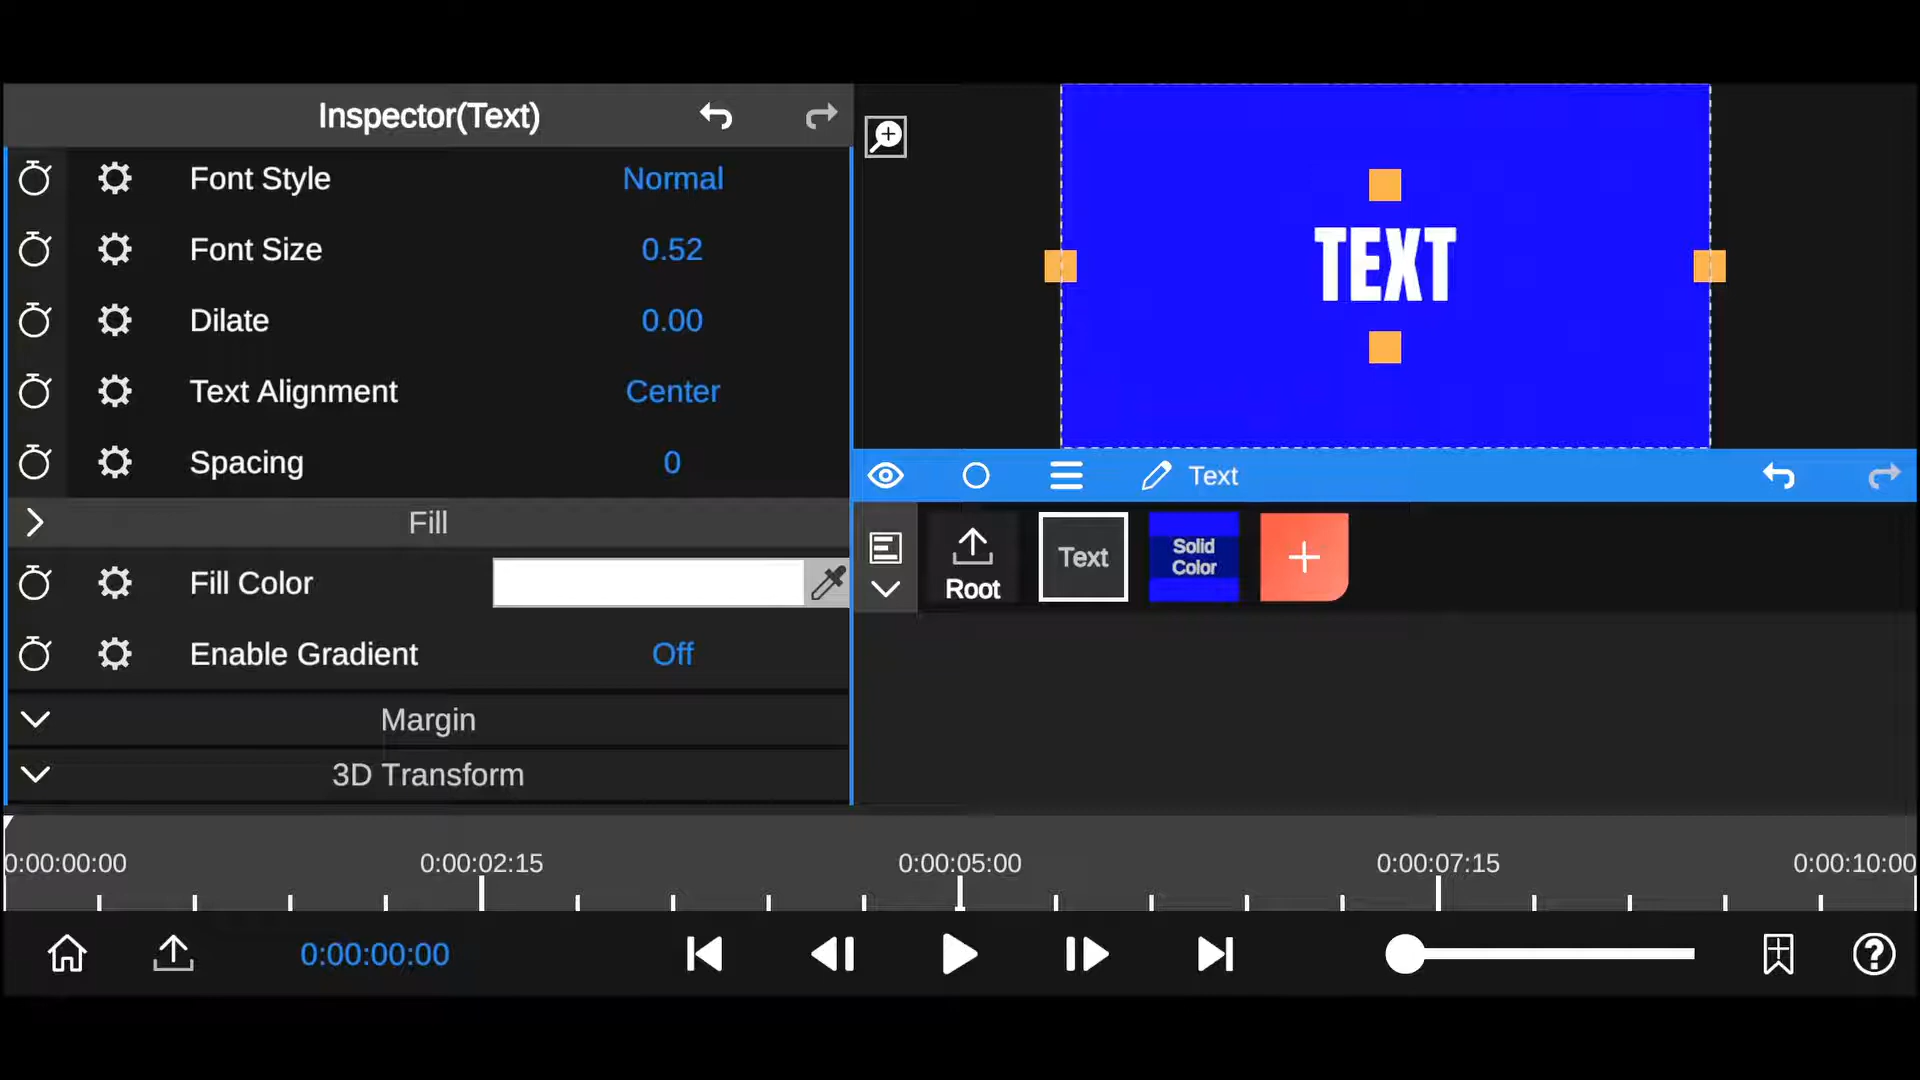 Inspector(Text)
Font Style Normal
Font Size 0.52
Dilate 0.00
Text Alignment Center
Spacing 0
Fill
Fill Color
Enable Gradient Off
Margin
3D Transform
TEXT
Text
Root
Text
Solid
Color
0:00:00:00 0:00:02:15 0:00:05:00 0:00:07:15 0:00:10:00
0:00:00:00